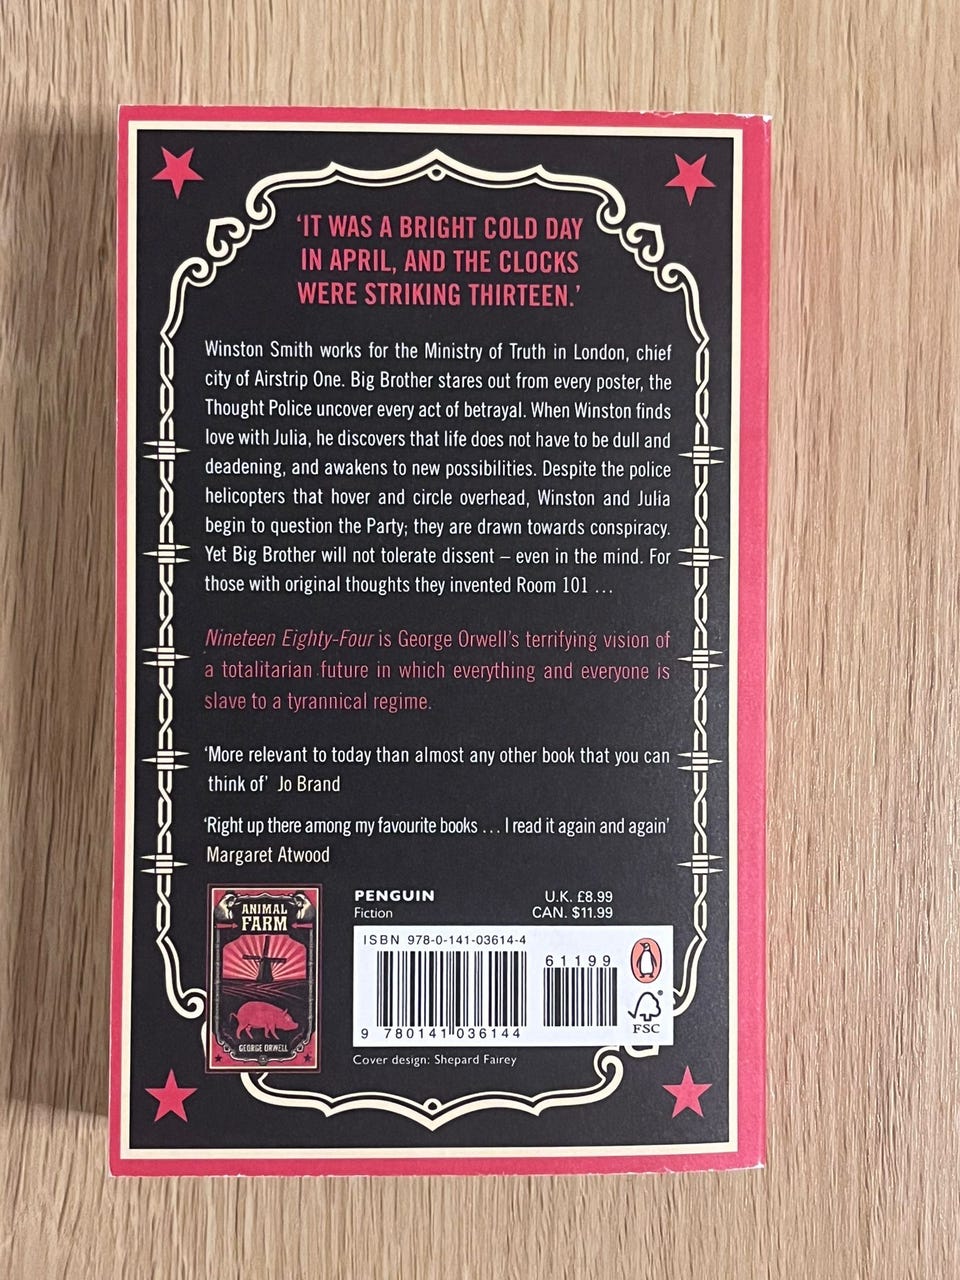 ‘IT WAS A BRIGHT COLD DAY
IN APRIL, AND THE CLOCKS
WERE STRIKING THIRTEEN.’
Winston Smith works for the Ministry of Truth in London, chief
city of Airstrip One. Big Brother stares out from every poster, the
Thought Police uncover every act of betrayal. When Winston finds
love with Julia, he discovers that life does not have to be dull and
deadening, and awakens to new possibilities. Despite the police
helicopters that hover and circle overhead, Winston and Julia
begin to question the Party; they are drawn towards conspiracy.
Yet Big Brother will not tolerate dissent – even in the mind. For
those with original thoughts they invented Room 101 ...
Nineteen Eighty-Four is George Orwell’s terrifying vision of
a totalitarian future in which everything and everyone is
slave to a tyrannical regime.
‘More relevant to today than almost any other book that you can
think of’ Jo Brand
‘Right up there among my favourite books ... I read it again and again’
Margaret Atwood
ANIMAL
FARM
GEORGE ORWELL
PENGUIN
Fiction
U.K. £8.99
CAN. $11.99
ISBN 978-0-141-03614-4
61199
9 780141 036144
FSC
®
Cover design: Shepard Fairey